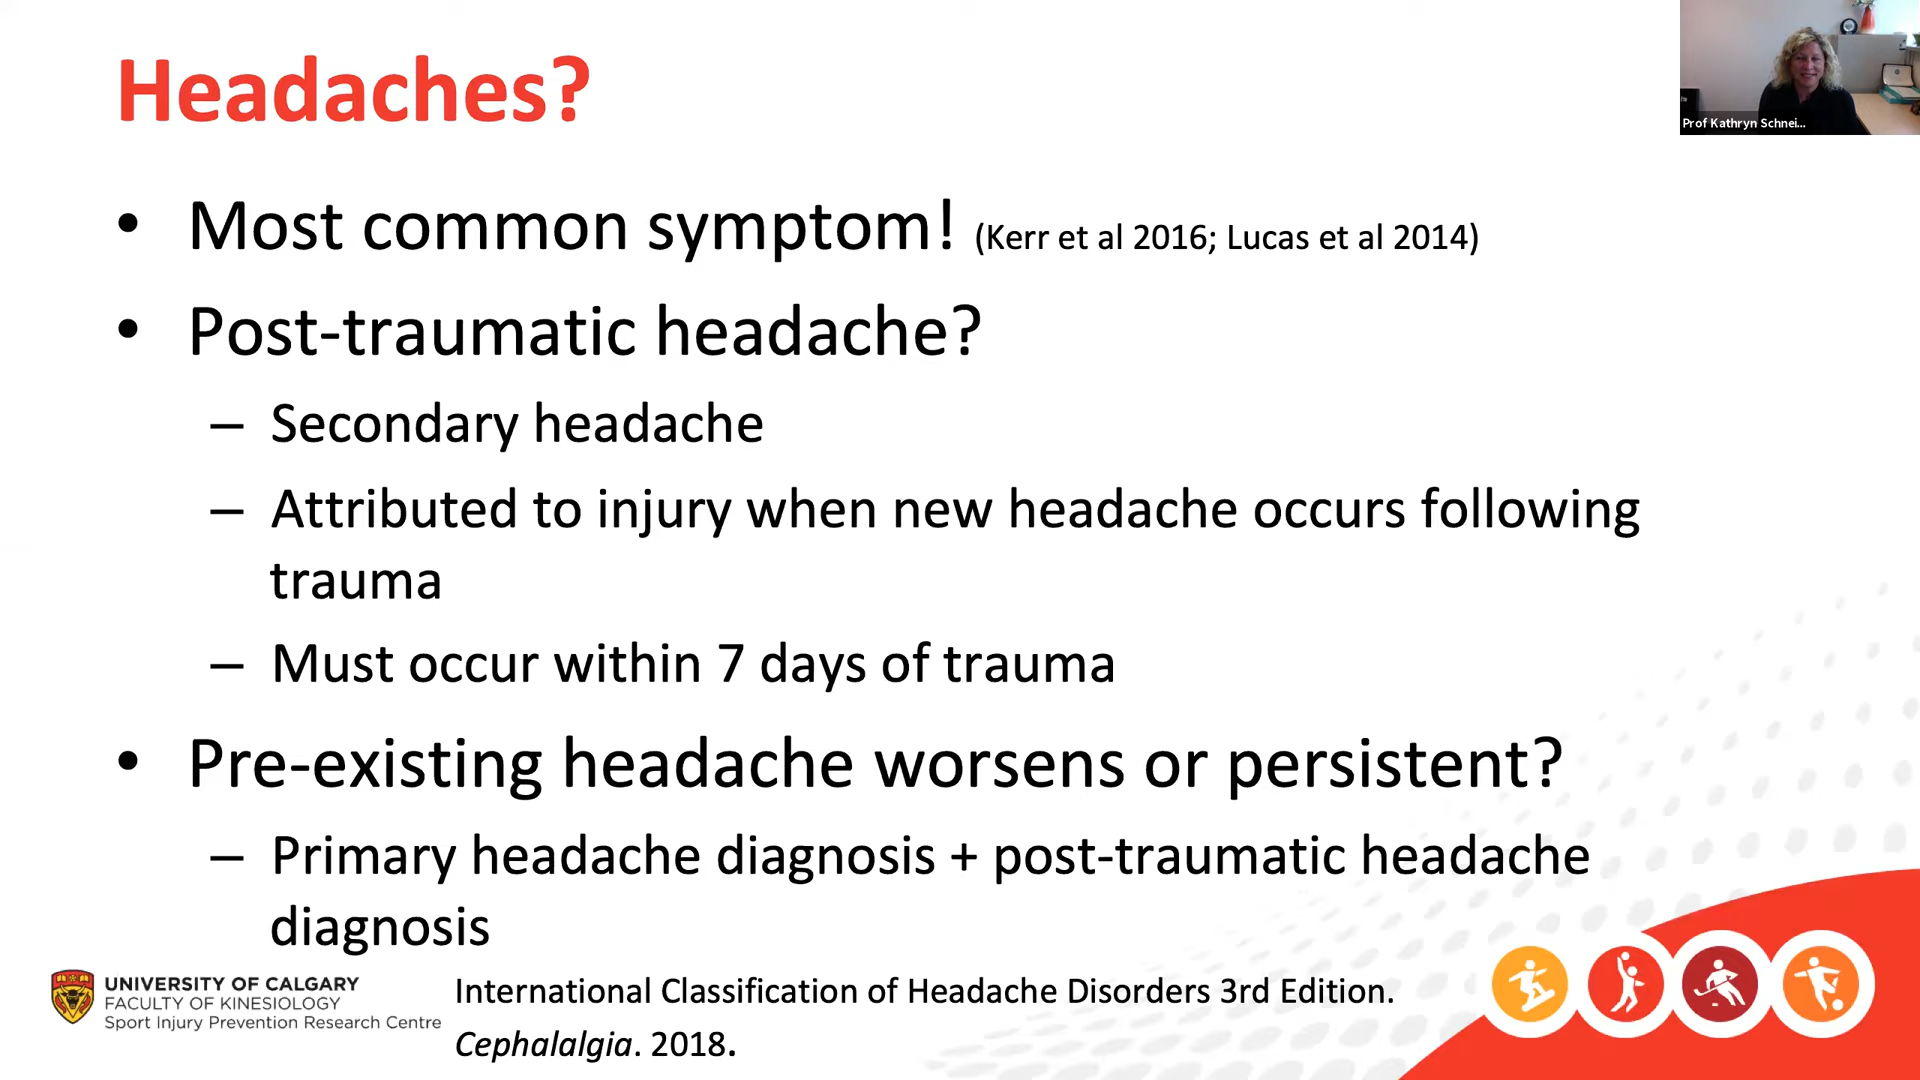 Headaches?
Prof Kathryn Schnei...
• Most common symptom! (Kerr et al 2016; Lucas et al 2014)
• Post-traumatic headache?
– Secondary headache
– Attributed to injury when new headache occurs following
trauma
– Must occur within 7 days of trauma
• Pre-existing headache worsens or persistent?
– Primary headache diagnosis + post-traumatic headache
diagnosis
UNIVERSITY OF CALGARY
FACULTY OF KINESIOLOGY
Sport Injury Prevention Research Centre
International Classification of Headache Disorders 3rd Edition.
Cephalalgia. 2018.